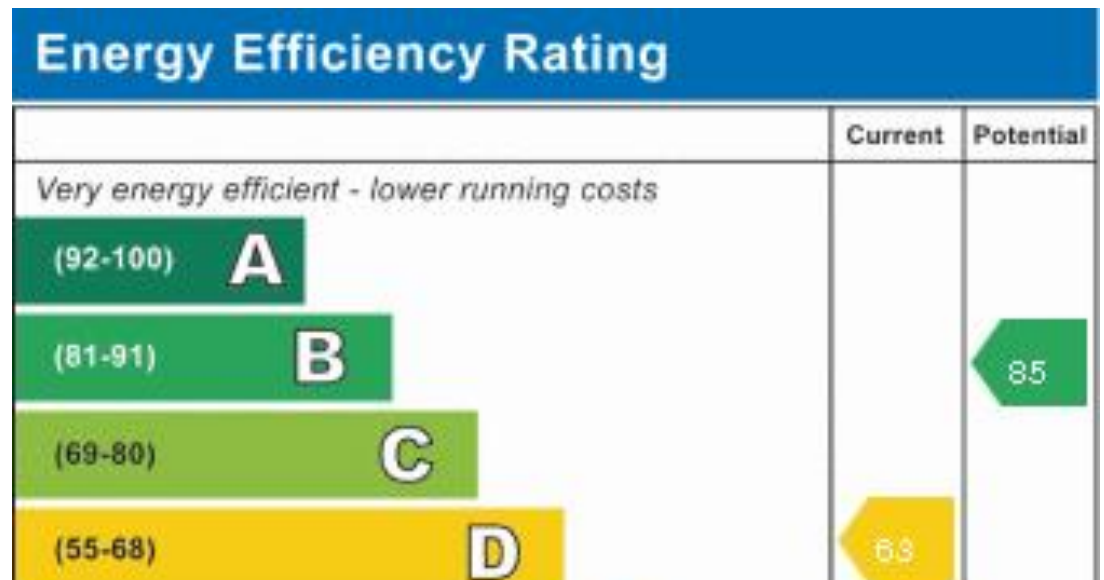 Energy Efficiency Rating
Current Potential
Very energy efficient - lower running costs
(92-100) A
(81-91) B
85
(69-80) C
(55-68) D
63